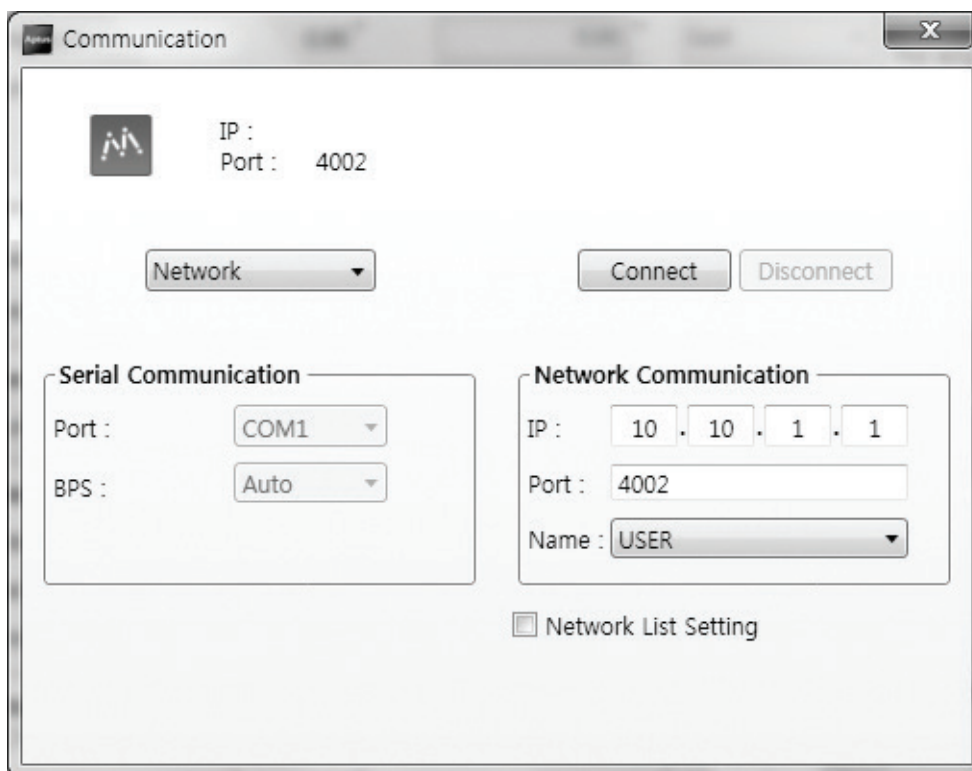 Communication
X
IP :
Port : 4002
Network
Connect Disconnect
Serial Communication
Port : COM1
BPS : Auto
Network Communication
IP : 10 . 10 . 1 . 1
Port : 4002
Name : USER
Network List Setting